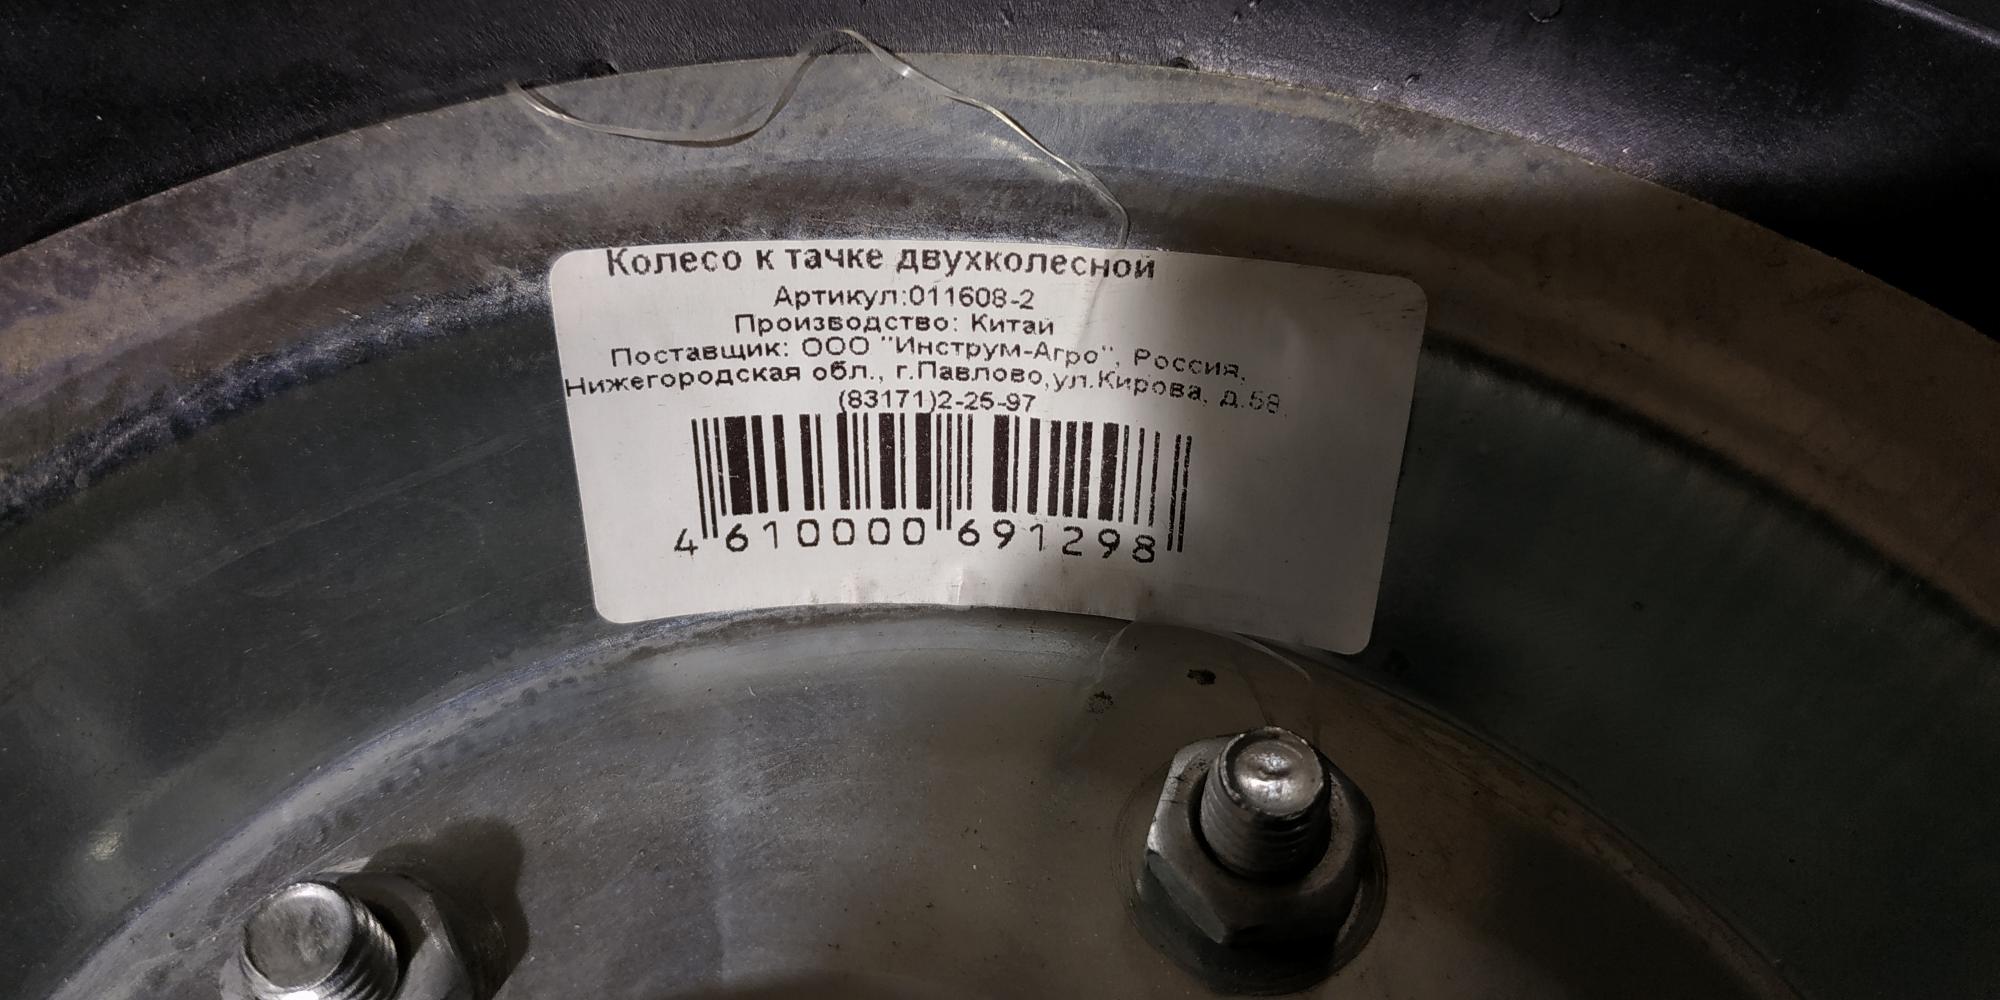 Колесо к тачке двухколесной
Артикул:011608-2
Производство: Китай
Поставщик: ООО "Инструм-Агро", Россия,
Нижегородская обл., г.Павлово,ул.Кирова, д.58,
(83171)2-25-97
4 610000 691298